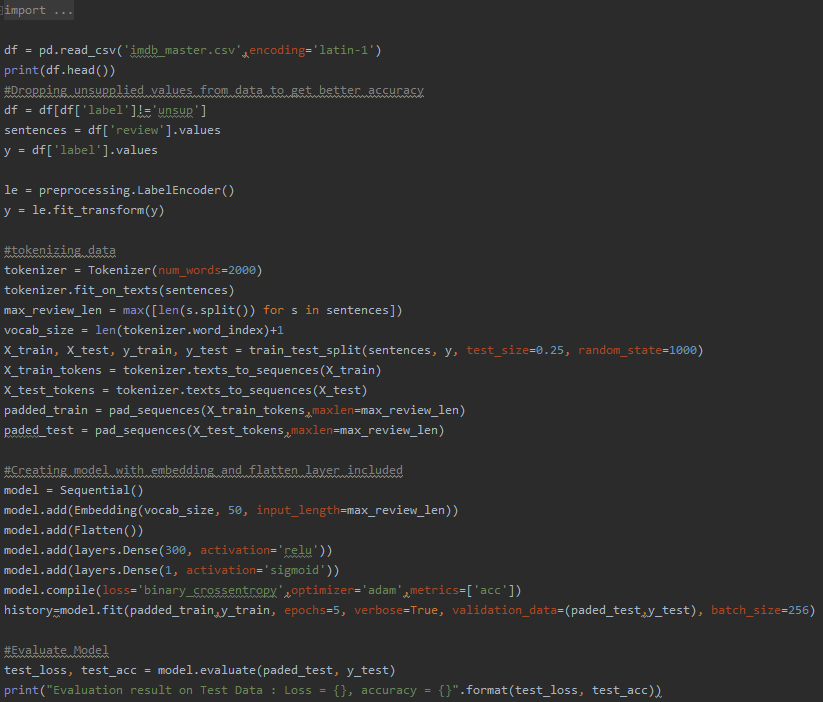 import ...
df = pd.read_csv('imdb_master.csv',encoding='latin-1')
print(df.head())
#Dropping unsupplied values from data to get better accuracy
df = df[df['label']!='unsup']
sentences = df['review'].values
y = df['label'].values
le = preprocessing.LabelEncoder()
y = le.fit_transform(y)
#tokenizing data
tokenizer = Tokenizer(num_words=2000)
tokenizer.fit_on_texts(sentences)
max_review_len = max([len(s.split()) for s in sentences])
vocab_size = len(tokenizer.word_index)+1
X_train, X_test, y_train, y_test = train_test_split(sentences, y, test_size=0.25, random_state=1000)
X_train_tokens = tokenizer.texts_to_sequences(X_train)
X_test_tokens = tokenizer.texts_to_sequences(X_test)
padded_train = pad_sequences(X_train_tokens,maxlen=max_review_len)
paded_test = pad_sequences(X_test_tokens,maxlen=max_review_len)
#Creating model with embedding and flatten layer included
model = Sequential()
model.add(Embedding(vocab_size, 50, input_length=max_review_len))
model.add(Flatten())
model.add(layers.Dense(300, activation='relu'))
model.add(layers.Dense(1, activation='sigmoid'))
model.compile(loss='binary_crossentropy',optimizer='adam',metrics=['acc'])
history=model.fit(padded_train,y_train, epochs=5, verbose=True, validation_data=(paded_test,y_test), batch_size=256)
#Evaluate Model
test_loss, test_acc = model.evaluate(paded_test, y_test)
print("Evaluation result on Test Data : Loss = {}, accuracy = {}".format(test_loss, test_acc))